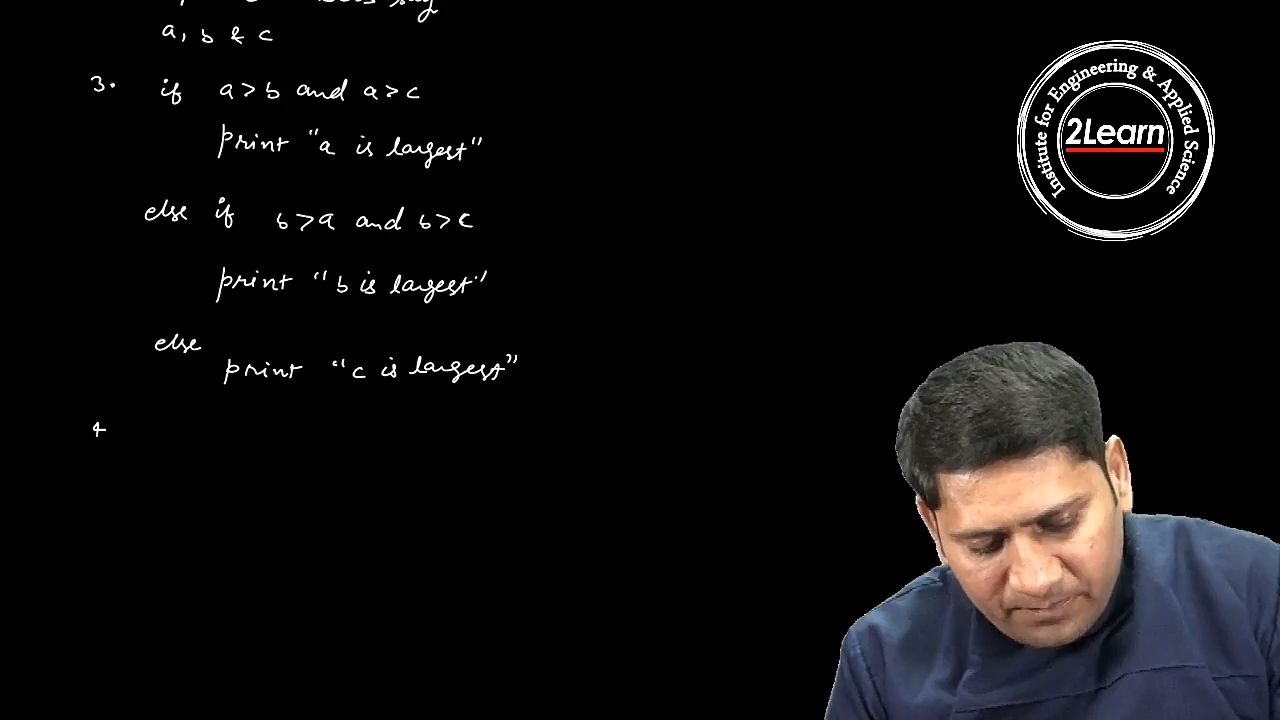 say
a, b & c
3. if a > b and a > c
print "a is largest"
else if b > a and b > c
print "b is largest"
else
print "c is largest"
4
Institute for Engineering & Applied Science
2Learn